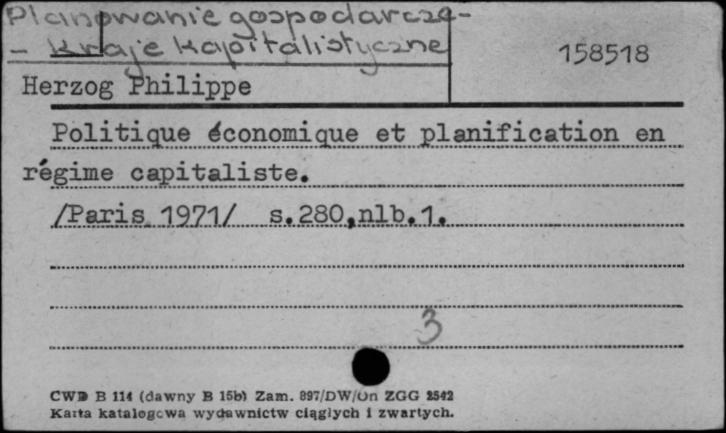 Planowanie gospodarcze-
- kraje kapitalistyczne
158518
Herzog Philippe
Politique économique et planification en
régime capitaliste.
/Paris 1971/ s.280,nlb.1.
3
CWD B 114 (dawny B 15b) Zam. 897/DW/Un ZGG 2542
Karta katalogowa wydawnictw ciągłych i zwartych.